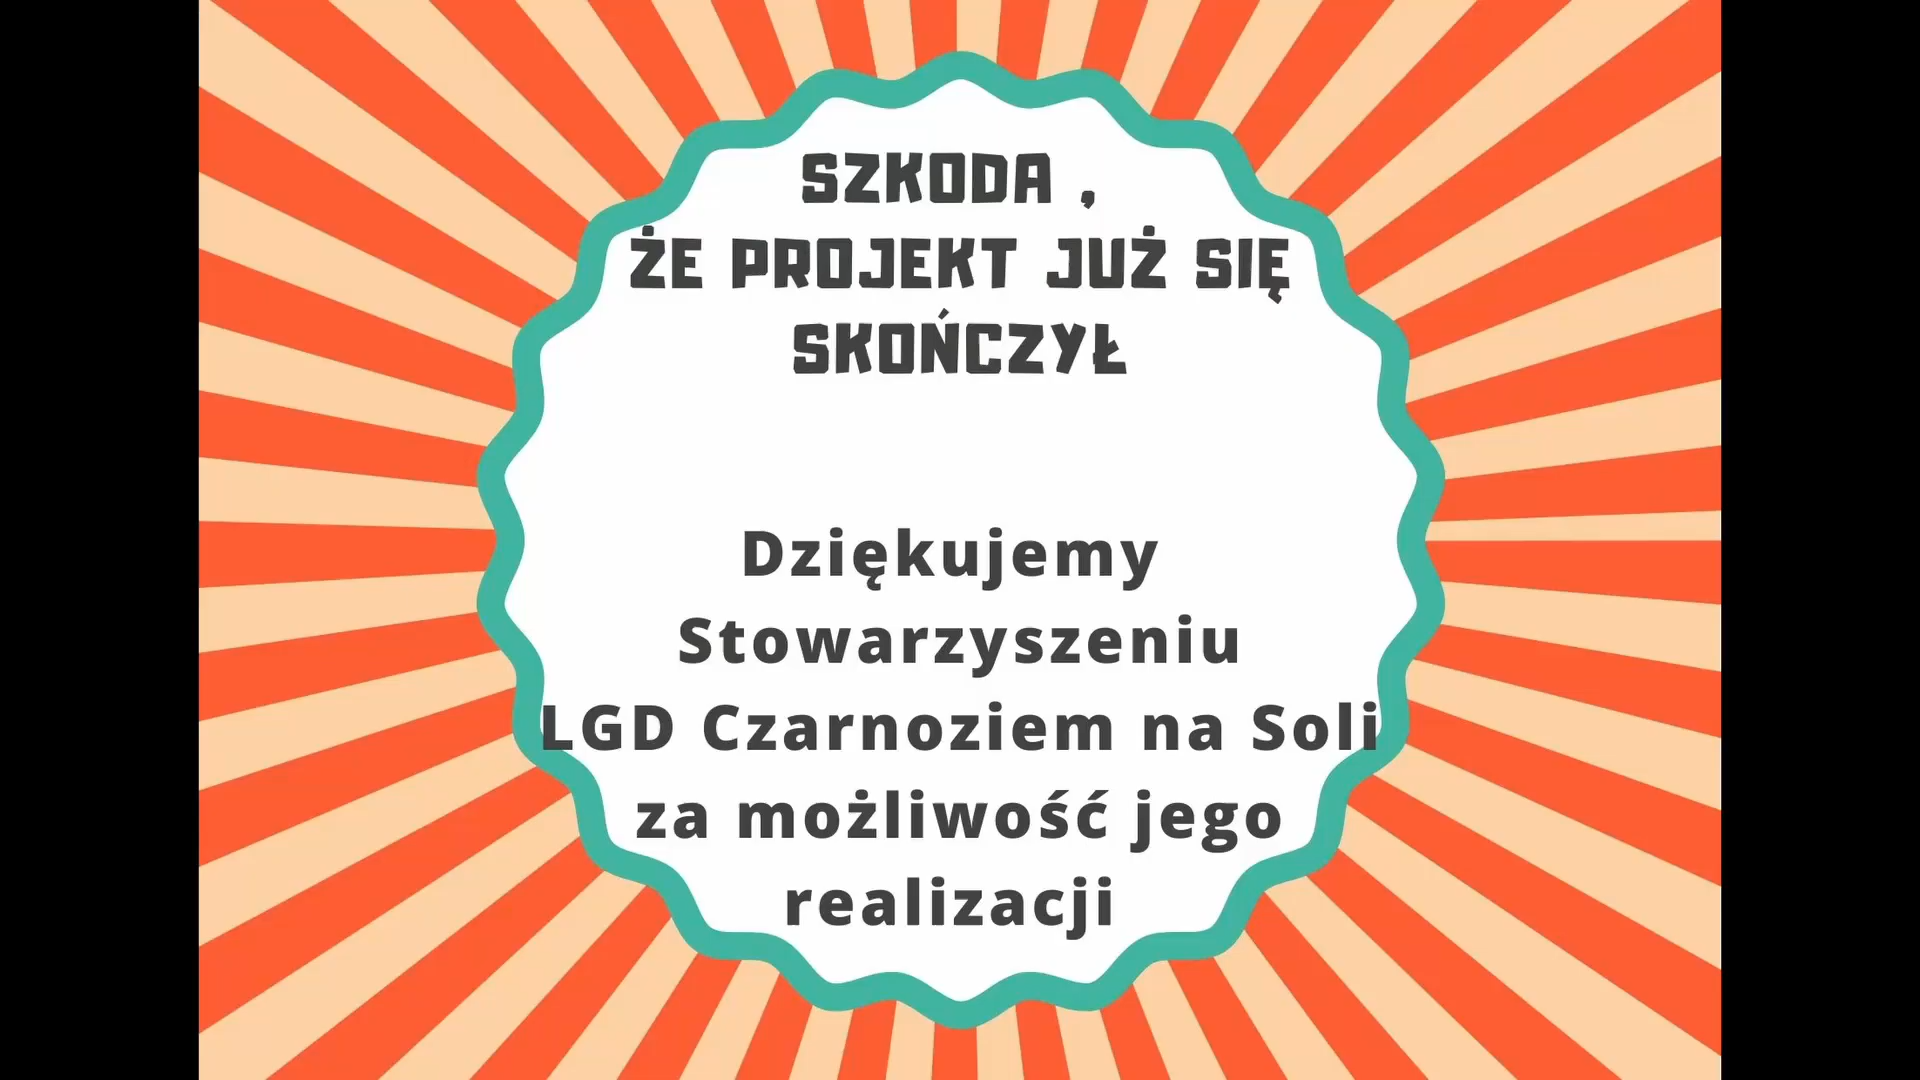 SZKODA ,
ŻE PROJEKT JUŻ SIĘ
SKOŃCZYŁ
Dziękujemy
Stowarzyszeniu
LGD Czarnoziem na Soli
za możliwość jego
realizacji